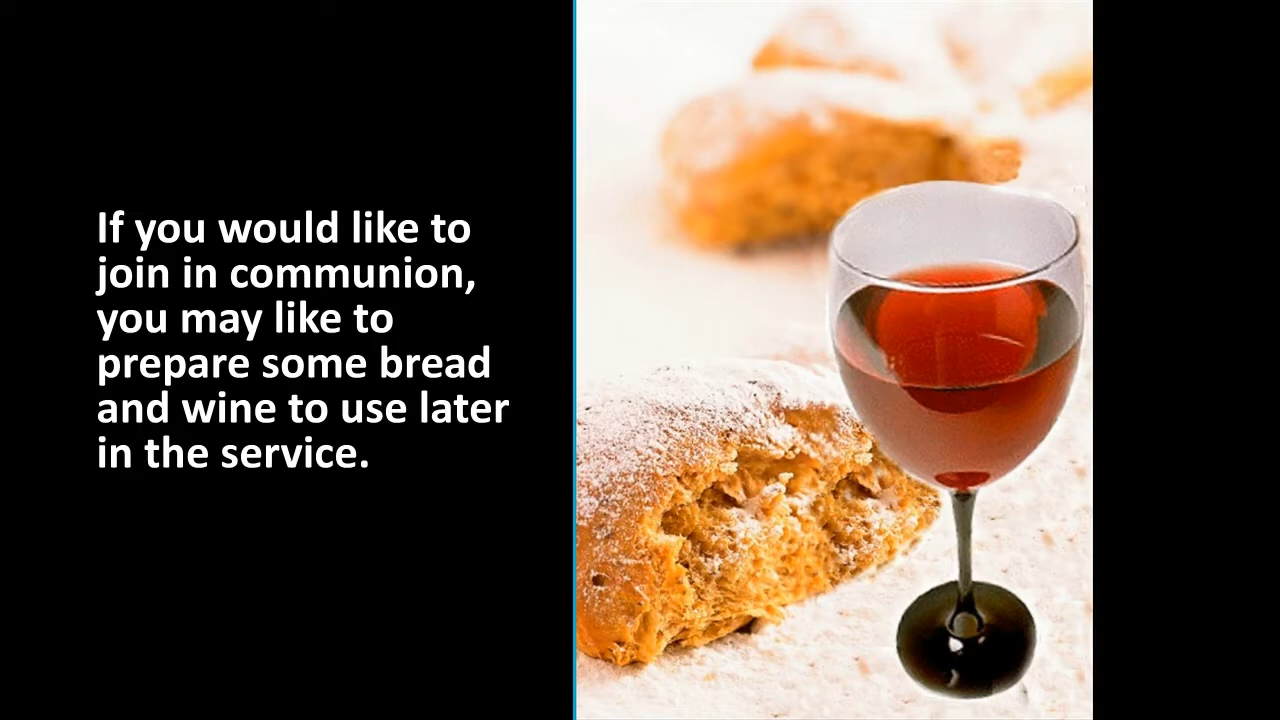 If you would like to
join in communion,
you may like to
prepare some bread
and wine to use later
in the service.